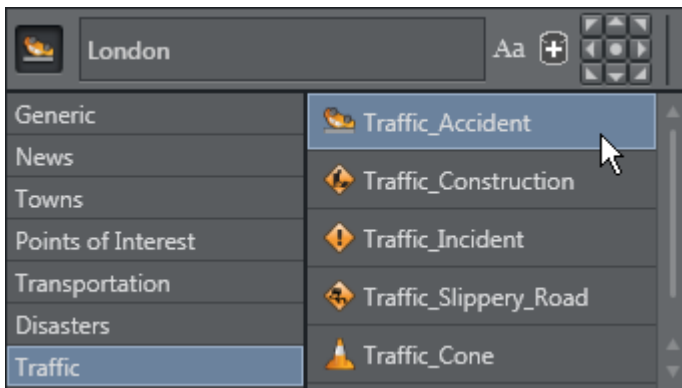 London Aa
Generic
News
Towns
Points of Interest
Transportation
Disasters
Traffic
Traffic_Accident
Traffic_Construction
Traffic_Incident
Traffic_Slippery_Road
Traffic_Cone